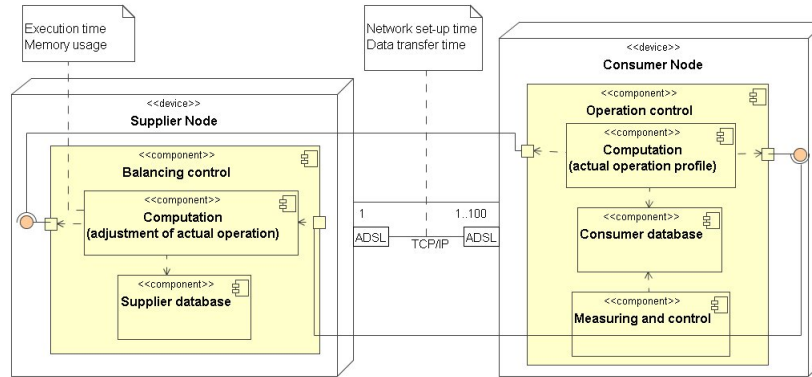 Execution time
Memory usage
Network set-up time
Data transfer time
<<device>>
Supplier Node
<<component>>
Balancing control
<<component>>
Computation
(adjustment of actual operation)
<<component>>
Supplier database
1
1..100
ADSL
TCP/IP
ADSL
<<device>>
Consumer Node
<<component>>
Operation control
<<component>>
Computation
(actual operation profile)
<<component>>
Consumer database
<<component>>
Measuring and control